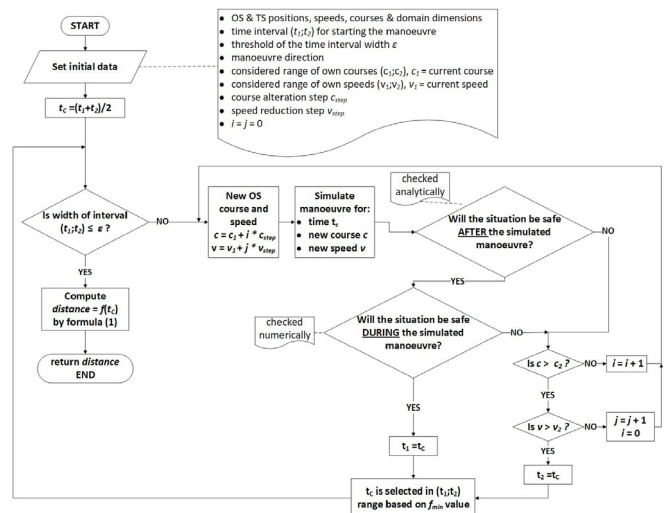 START
Set initial data
• OS & TS positions, speeds, courses & domain dimensions
• time interval (t₁;t₂) for starting the manoeuvre
• threshold of the time interval width ε
• manoeuvre direction
• considered range of own courses (c₁;c₂), c₁ = current course
• considered range of own speeds (v₁;v₂), v₁ = current speed
• course alteration step cstep
• speed reduction step vstep
• i = j = 0
tC =(t₁+t₂)/2
Is width of interval
(t₁;t₂) ≤ ε ?
NO
YES
Compute
distance = f(tC)
by formula (1)
return distance
END
New OS
course and
speed
c = c₁ + i * cstep
v = v₁ + j * vstep
Simulate
manoeuvre for:
• time tc
• new course c
• new speed v
checked
analytically
Will the situation be safe
AFTER the simulated
manoeuvre?
NO
YES
checked
numerically
Will the situation be safe
DURING the simulated
manoeuvre?
NO
YES
Is c > c₂ ?
NO
i = i + 1
YES
Is v > v₂ ?
NO
j = j + 1
i = 0
YES
t₁ =tC
t₂ =tC
tC is selected in (t₁;t₂)
range based on fmin value